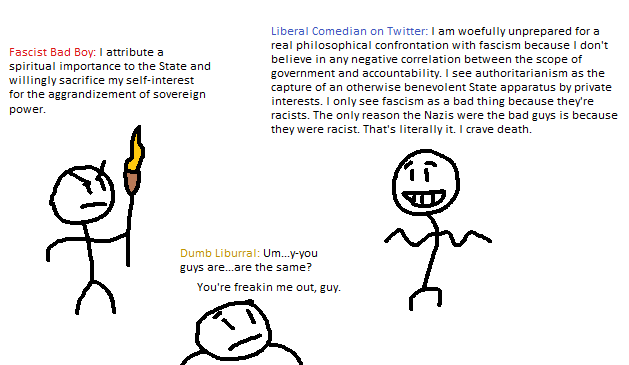 Fascist Bad Boy: I attribute a
spiritual importance to the State and
willingly sacrifice my self-interest
for the aggrandizement of sovereign
power.
Liberal Comedian on Twitter: I am woefully unprepared for a
real philosophical confrontation with fascism because I don't
believe in any negative correlation between the scope of
government and accountability. I see authoritarianism as the
capture of an otherwise benevolent State apparatus by private
interests. I only see fascism as a bad thing because they're
racists. The only reason the Nazis were the bad guys is because
they were racist. That's literally it. I crave death.
Dumb Liburral: Um...y-you
guys are...are the same?
You're freakin me out, guy.